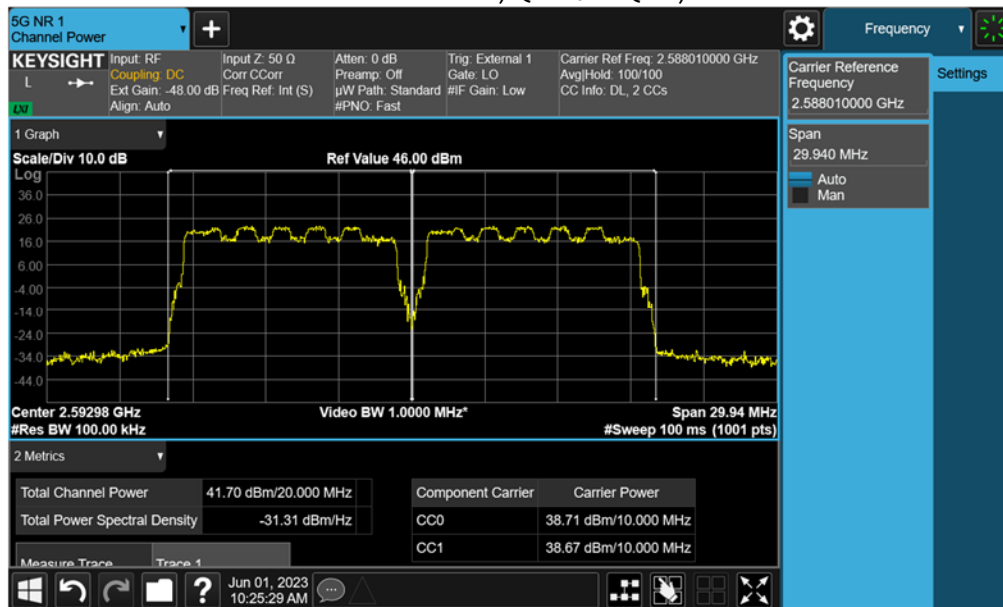 5G NR 1
Channel Power
+
Frequency
KEYSIGHT
L
LXI
Input: RF
Coupling: DC
Ext Gain: -48.00 dB
Align: Auto
Input Z: 50 Ω
Corr CCorr
Freq Ref: Int (S)
Atten: 0 dB
Preamp: Off
µW Path: Standard
#PNO: Fast
Trig: External 1
Gate: LO
#IF Gain: Low
Carrier Ref Freq: 2.588010000 GHz
Avg|Hold: 100/100
CC Info: DL, 2 CCs
Carrier Reference
Frequency
2.588010000 GHz
Settings
Span
29.940 MHz
Auto
Man
1 Graph
Scale/Div 10.0 dB
Ref Value 46.00 dBm
Log
36.0
26.0
16.0
6.00
-4.00
-14.0
-24.0
-34.0
-44.0
Center 2.59298 GHz
#Res BW 100.00 kHz
Video BW 1.0000 MHz*
Span 29.94 MHz
#Sweep 100 ms (1001 pts)
2 Metrics
Total Channel Power 41.70 dBm/20.000 MHz
Total Power Spectral Density -31.31 dBm/Hz
Component Carrier Carrier Power
CC0 38.71 dBm/10.000 MHz
CC1 38.67 dBm/10.000 MHz
Measure Trace Trace 1
?
Jun 01, 2023
10:25:29 AM